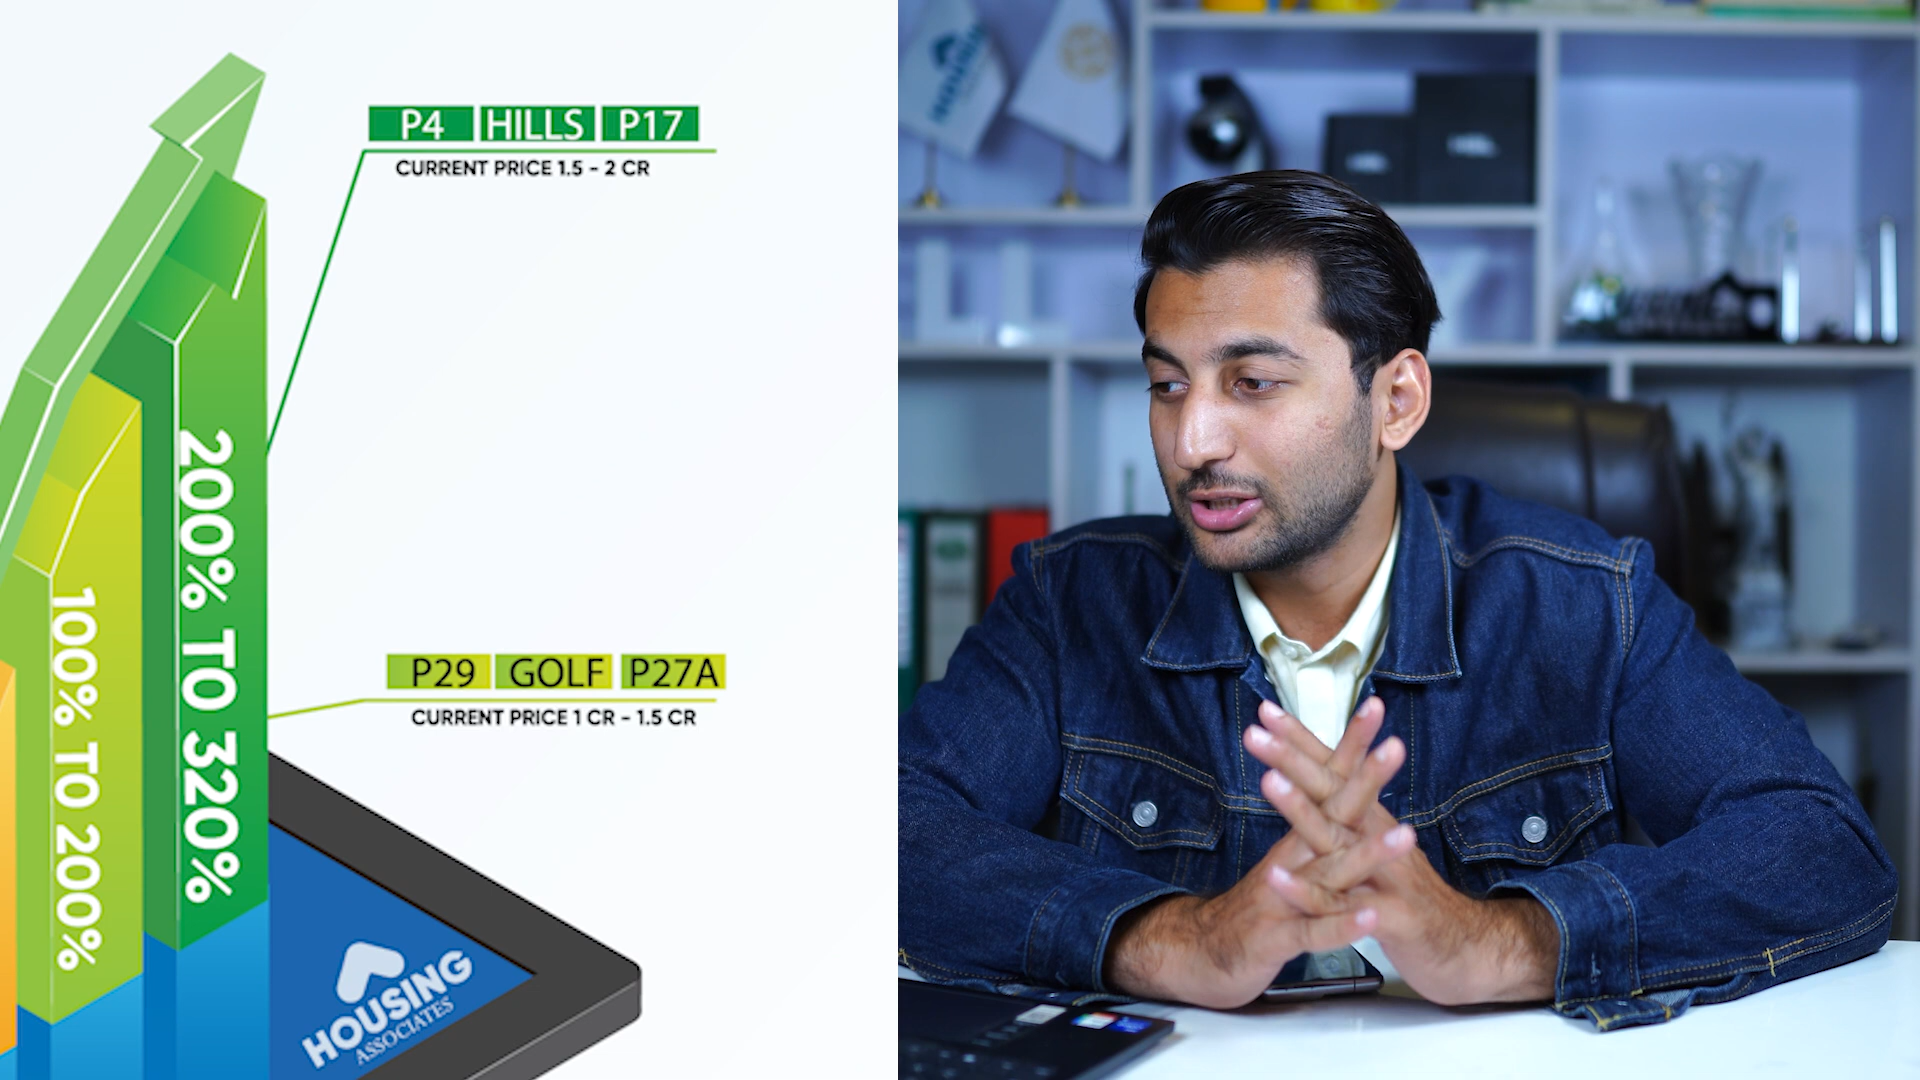 P4 HILLS P17
CURRENT PRICE 1.5 - 2 CR
200% TO 320%
100% TO 200%
P29 GOLF P27A
CURRENT PRICE 1 CR - 1.5 CR
HOUSING
ASSOCIATES